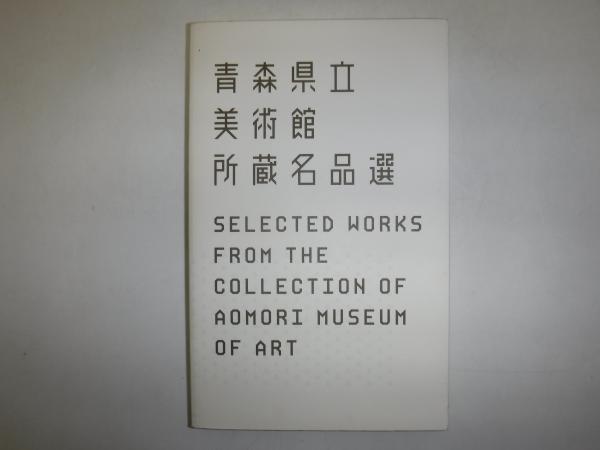 青森県立
美術館
所蔵名品選
SELECTED WORKS
FROM THE
COLLECTION OF
AOMORI MUSEUM
OF ART